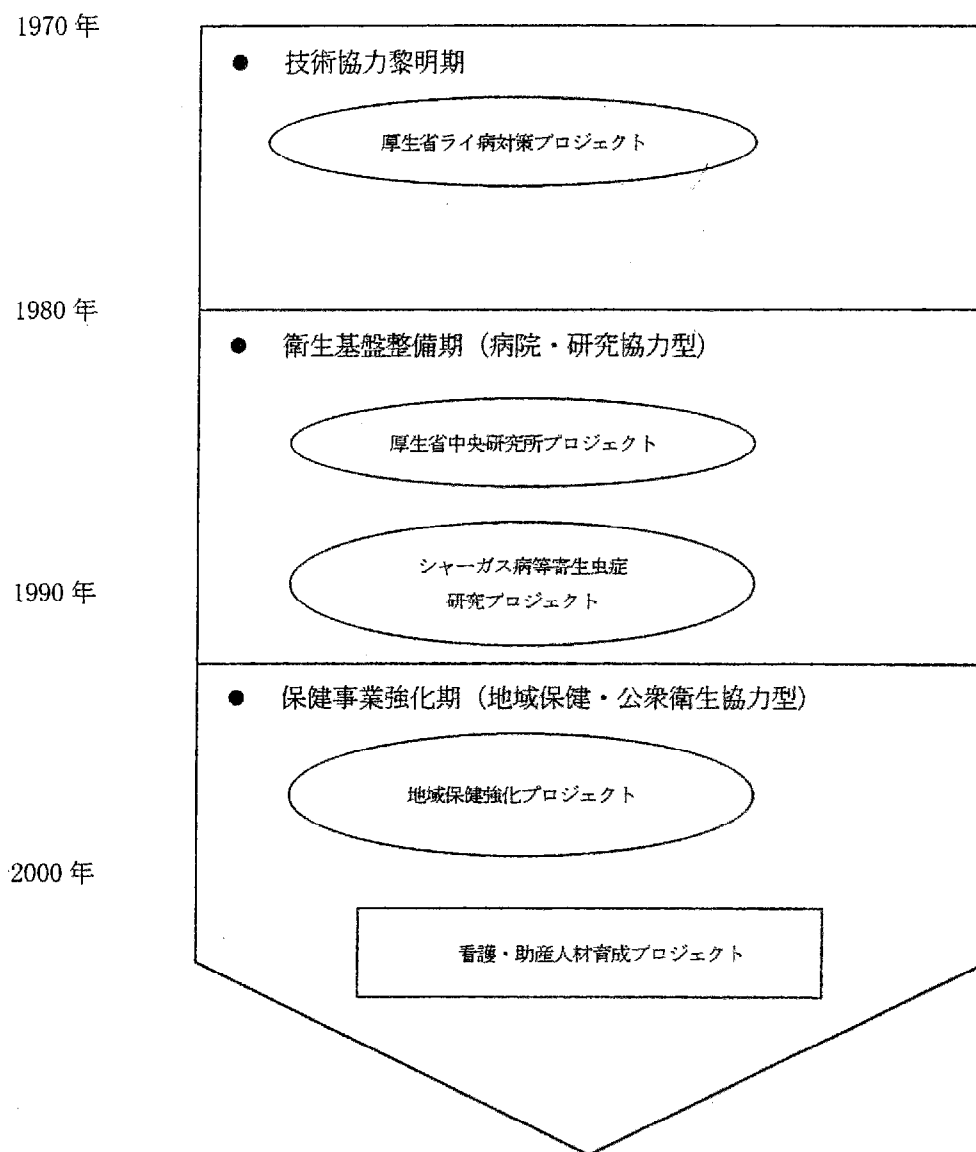 1970 年
● 技術協力黎明期
厚生省ライ病対策プロジェクト
1980 年
● 衛生基盤整備期（病院・研究協力型）
厚生省中央研究所プロジェクト
シャーガス病等寄生虫症
研究プロジェクト
1990 年
● 保健事業強化期（地域保健・公衆衛生協力型）
地域保健強化プロジェクト
2000 年
看護・助産人材育成プロジェクト